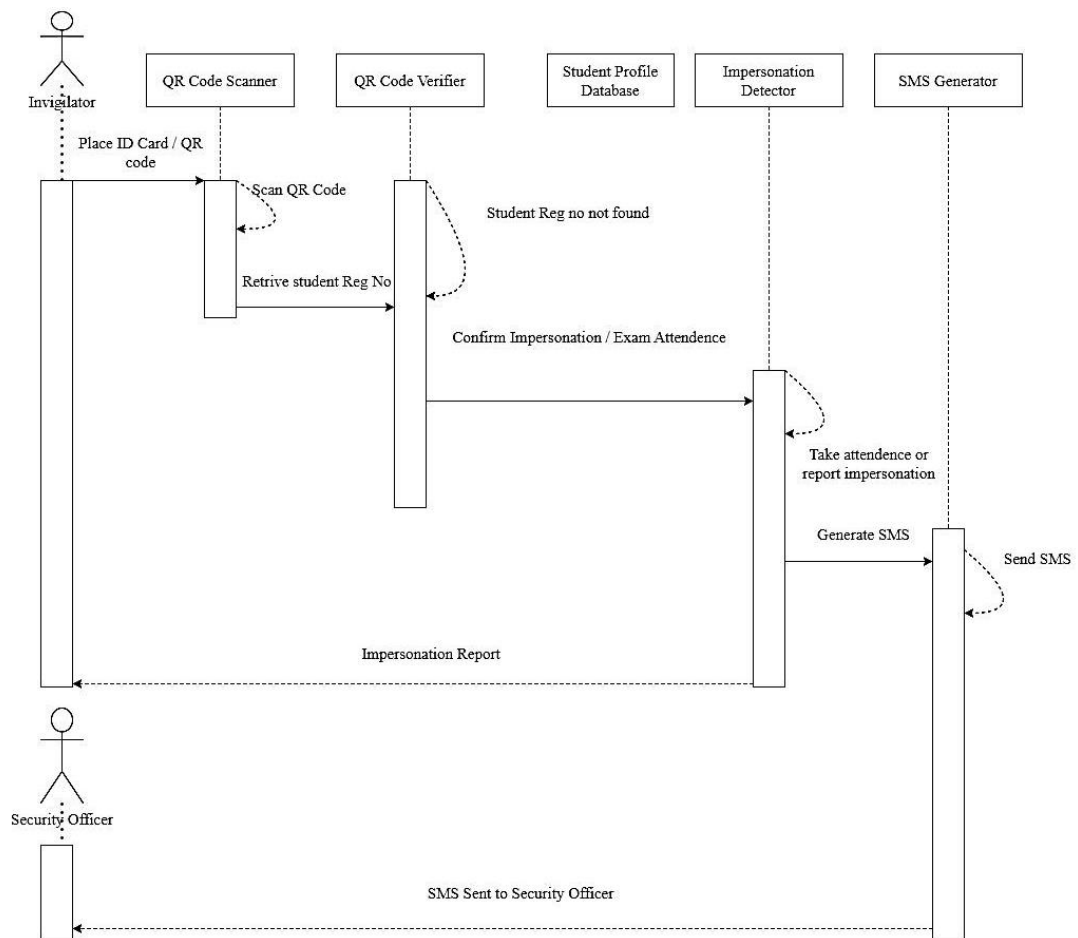 Invigilator
QR Code Scanner
QR Code Verifier
Student Profile
Database
Impersonation
Detector
SMS Generator
Place ID Card / QR
code
Scan QR Code
Student Reg no not found
Retrive student Reg No
Confirm Impersonation / Exam Attendence
Take attendence or
report impersonation
Generate SMS
Send SMS
Impersonation Report
Security Officer
SMS Sent to Security Officer